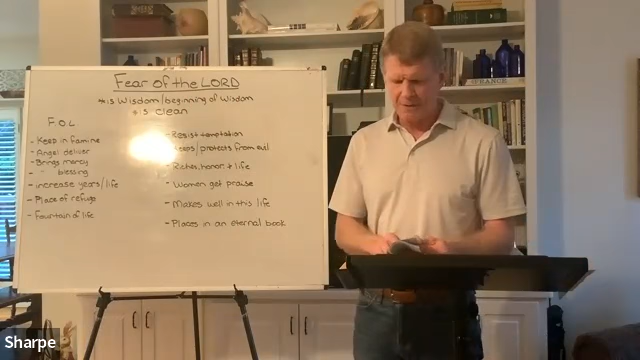 Fear of the LORD
* is Wisdom/beginning of Wisdom
* is clean
F.O.L
- Keep in famine
- Angel deliver
- Brings mercy
- " blessing
- increase years/life
- Place of refuge
- Fountain of life
- Resist temptation
- Keeps/protects from evil
- Riches, honor, + life
- Women get praise
- Makes well in this life
- Places in an eternal book
FRANCE
Sharpe